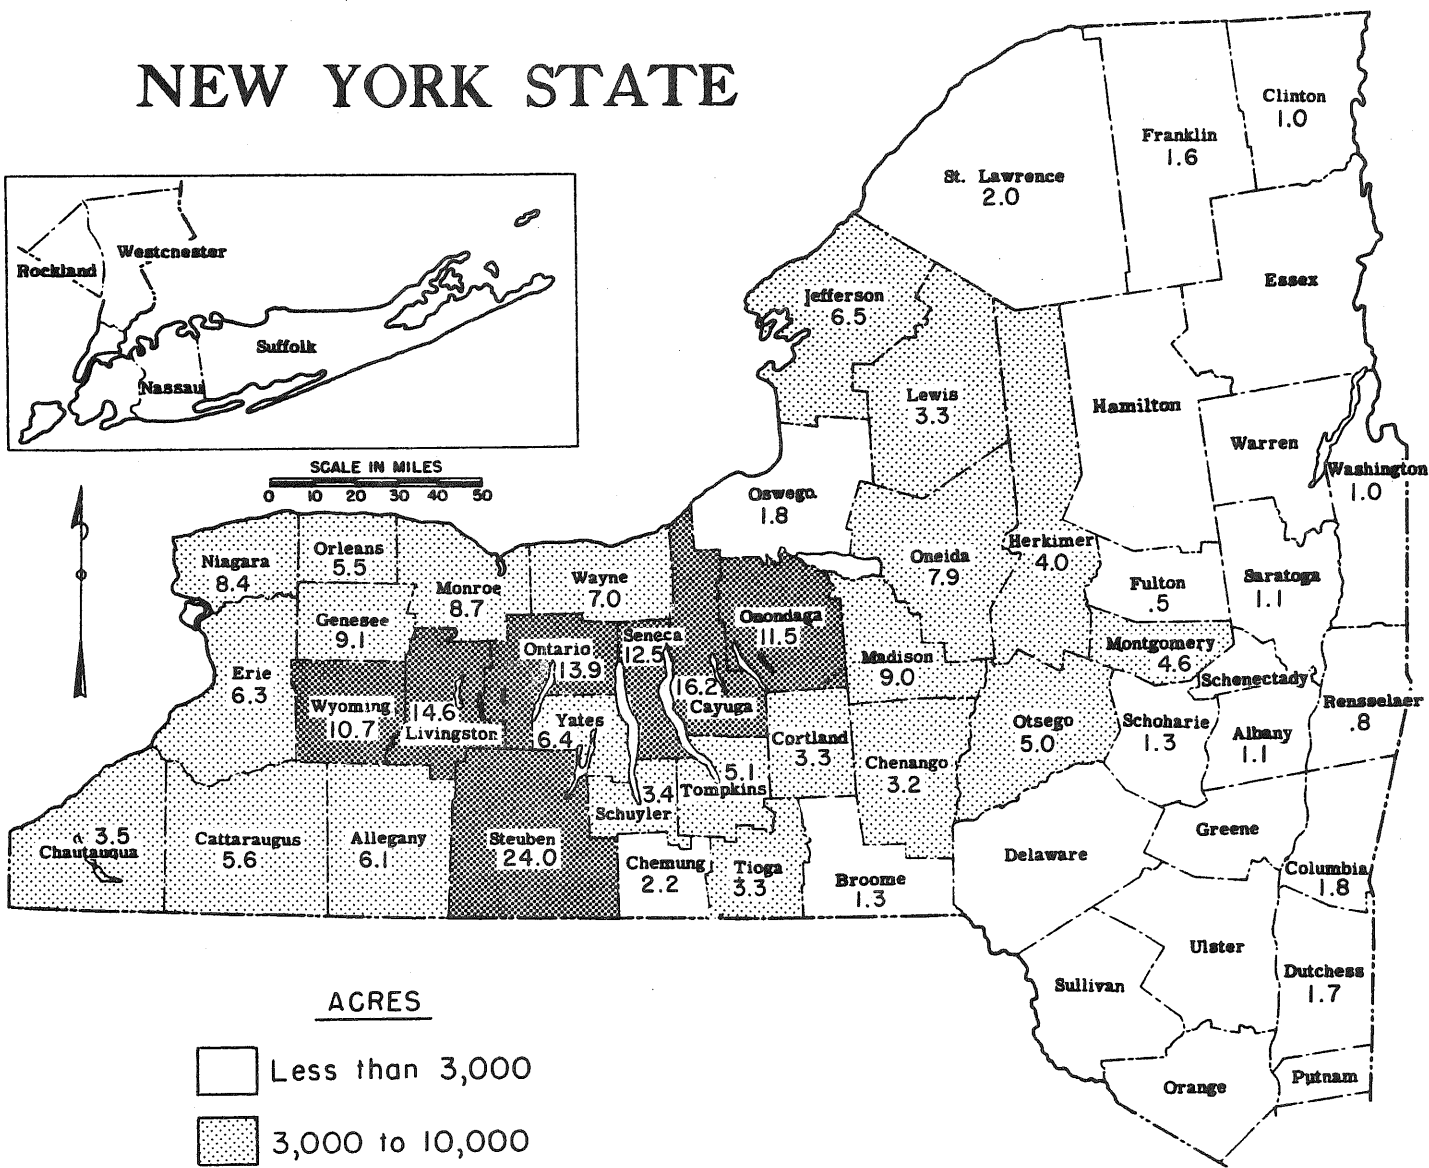 NEW YORK STATE
Clinton
1.0
Franklin
1.6
St. Lawrence
2.0
Westcnester
Rockland
Essex
Jefferson
6.5
Suffolk
Nassau
Lewis
3.3
Hamilton
Warren
Washington
1.0
SCALE IN MILES
0 10 20 30 40 50
Oswego
1.8
Niagara
8.4
Orleans
5.5
Monroe
8.7
Wayne
7.0
Genesee
9.1
Oneida
7.9
Herkimer
4.0
Fulton
.5
Saratoga
1.1
Onondaga
11.5
Seneca
12.5
Ontario
13.9
Madison
9.0
Montgomery
4.6
Schenectady
Erie
6.3
Wyoming
10.7
14.6
Livingston
16.2
Cayuga
Yates
6.4
Cortland
3.3
Chenango
3.2
Otsego
5.0
Schoharie
1.3
Albany
1.1
Rensselaer
.8
5.1
Tompkins
3.4
Schuyler
3.5
Chautauqua
Cattaraugus
5.6
Allegany
6.1
Steuben
24.0
Chemung
2.2
Tioga
3.3
Broome
1.3
Delaware
Greene
Columbia
1.8
Ulster
Sullivan
Dutchess
1.7
Orange
Putnam
ACRES
Less than 3,000
3,000 to 10,000